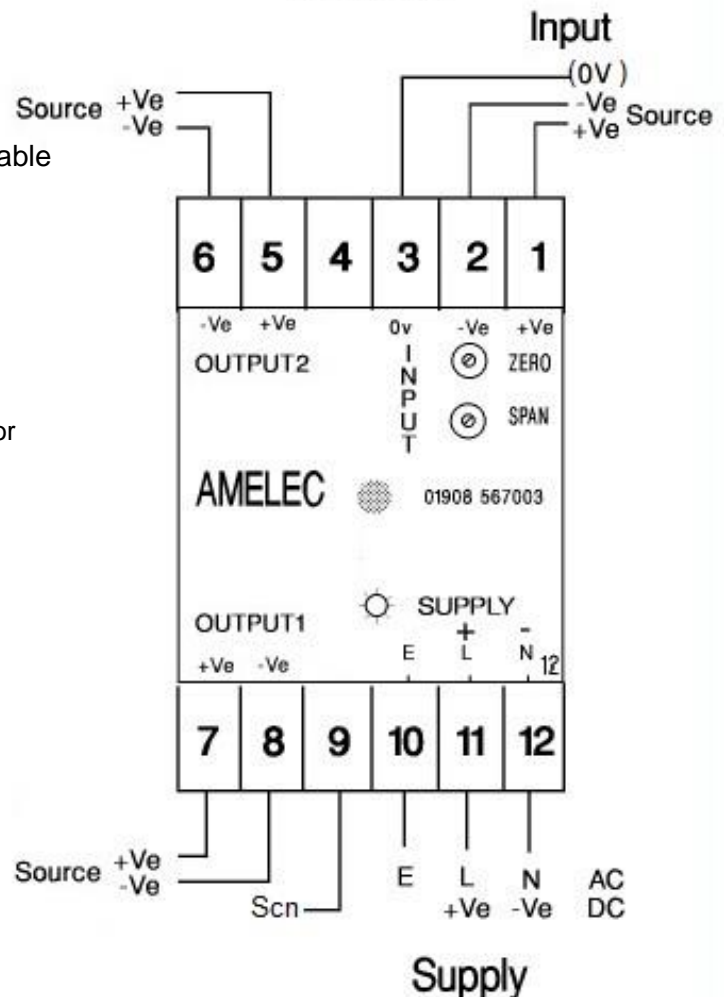 Input
(0V )
Source +Ve
-Ve
-Ve
+Ve Source
able
6 5 4 3 2 1
-Ve +Ve 0v -Ve +Ve
OUTPUT2 INPUT ZERO
SPAN
or
AMELEC 01908 567003
OUTPUT1 SUPPLY
+ -
E L N 12
+Ve -Ve
7 8 9 10 11 12
Source +Ve
-Ve
Scn
E L N AC
+Ve -Ve DC
Supply